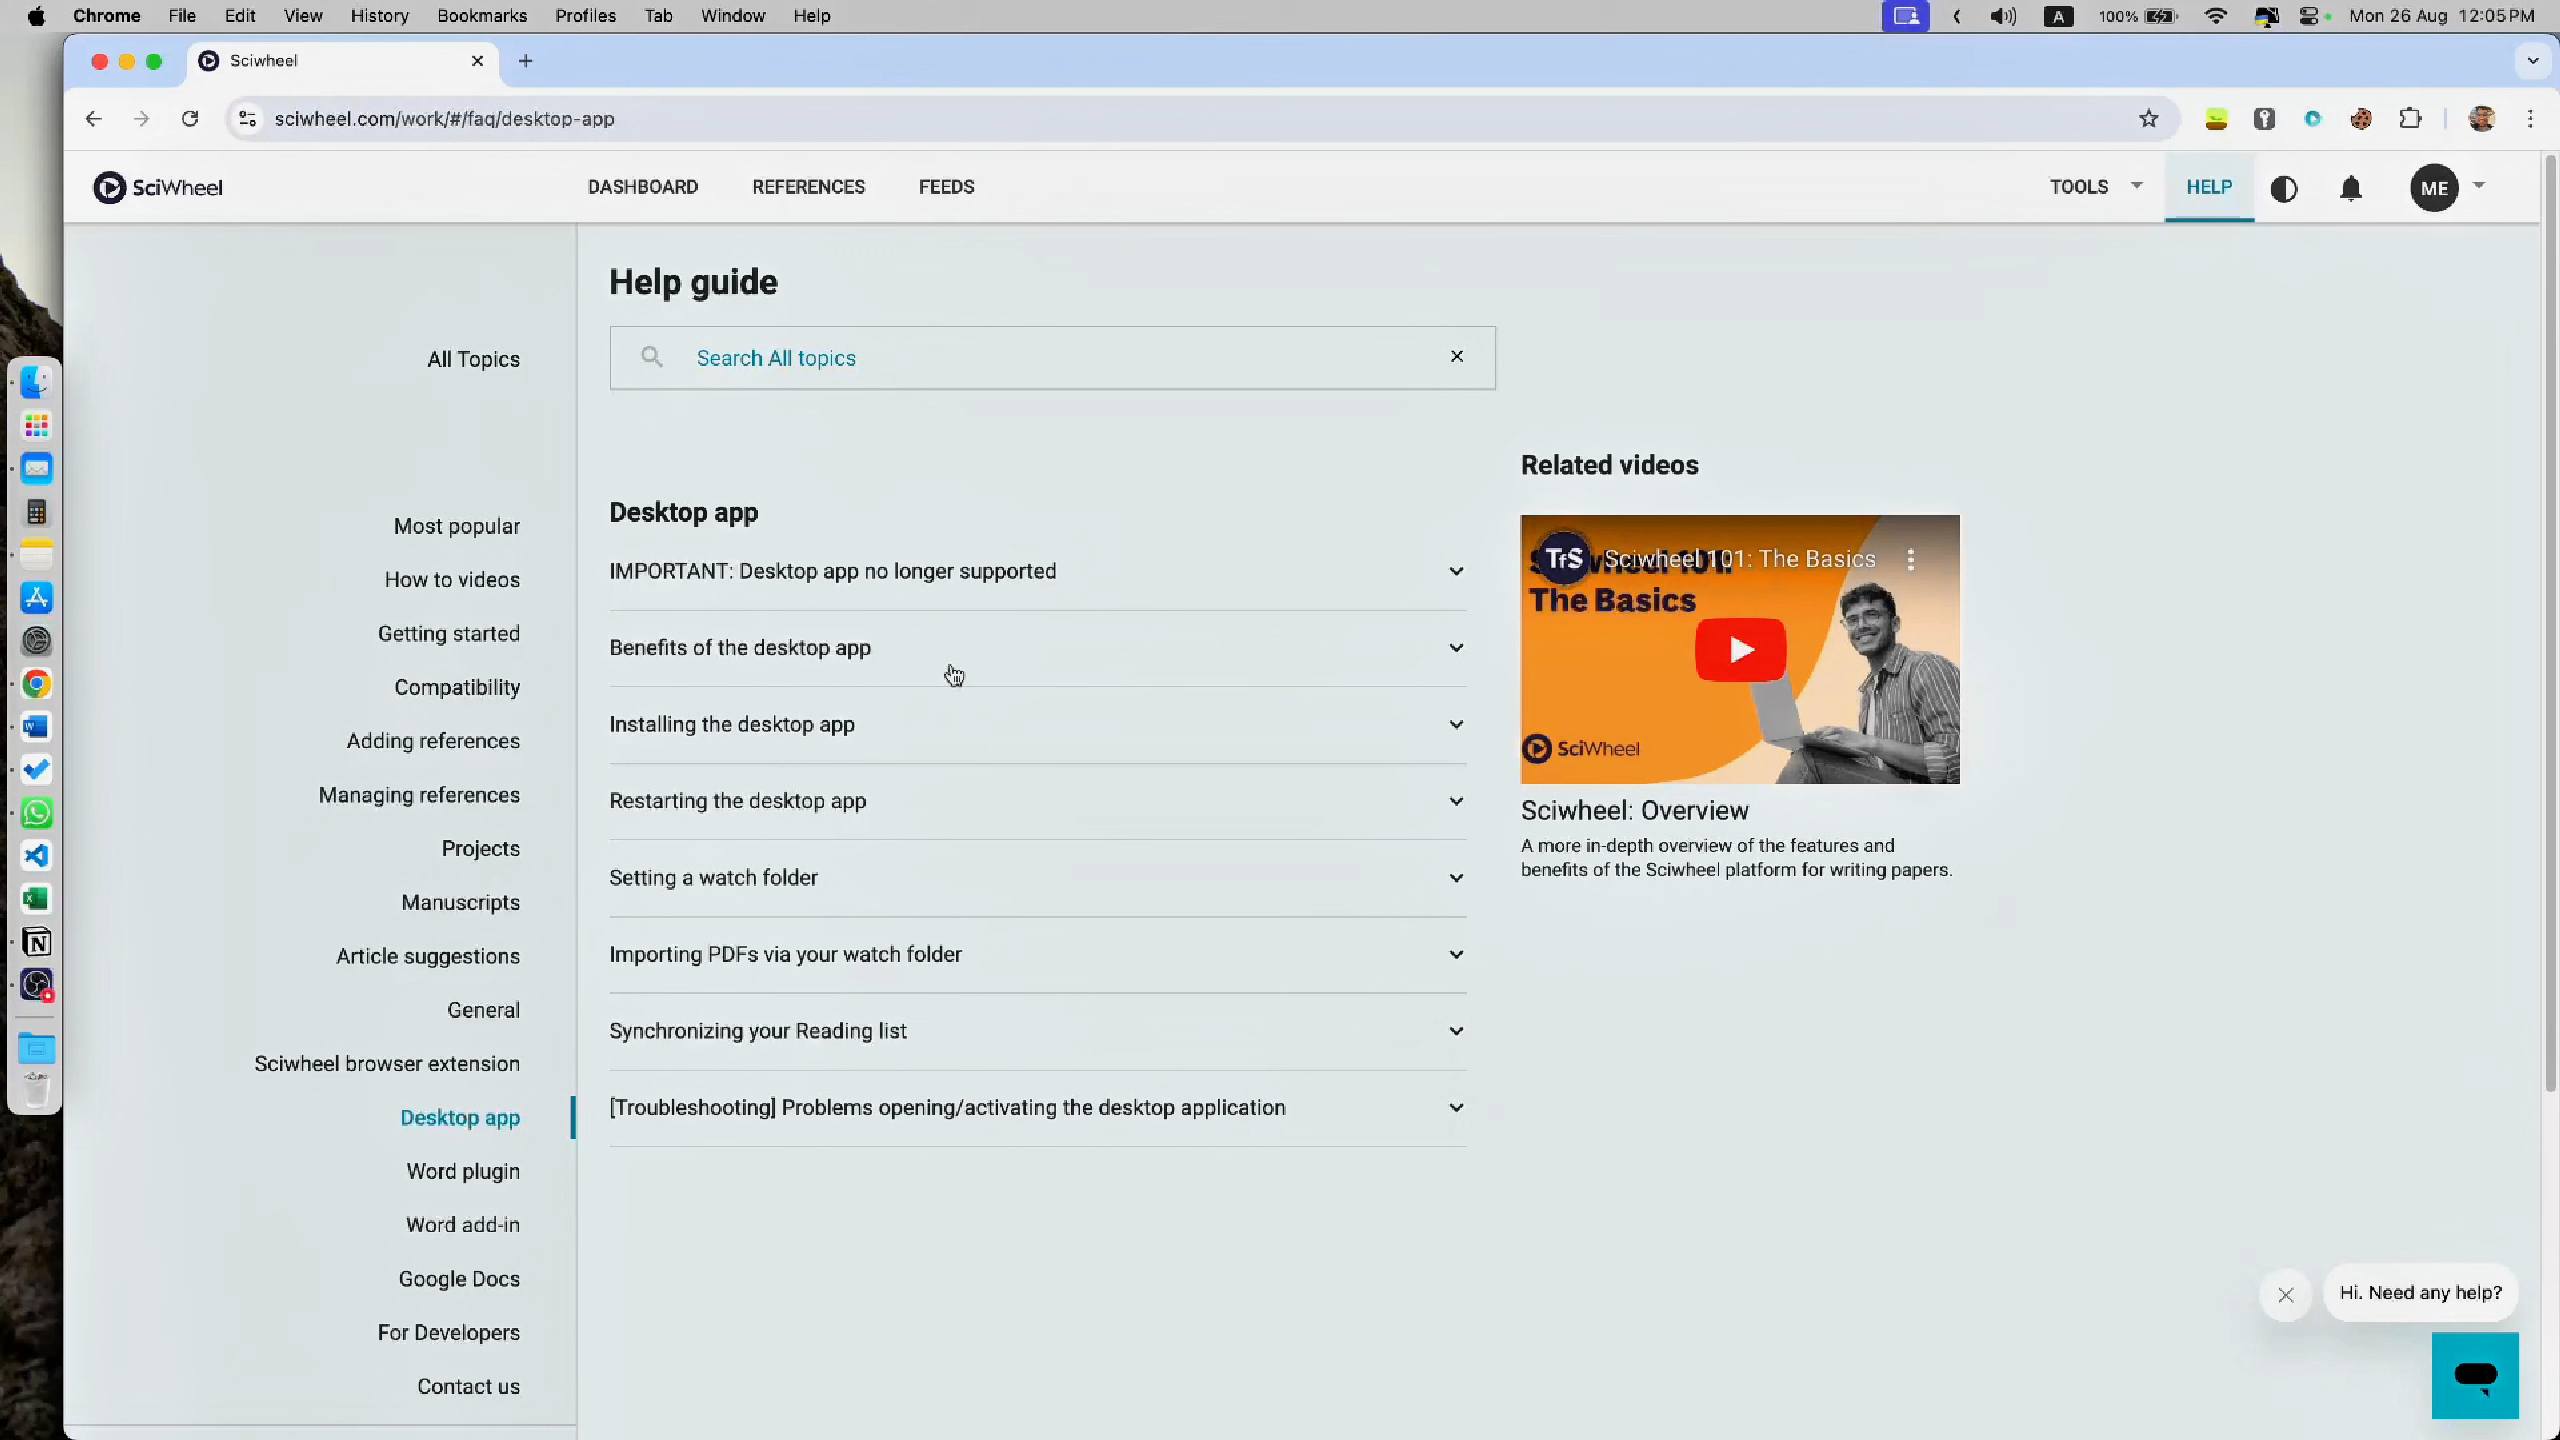 Chrome File Edit View History Bookmarks Profiles Tab Window Help
A 100% Mon 26 Aug 12:05 PM
Sciwheel
sciwheel.com/work/#/faq/desktop-app
SciWheel DASHBOARD REFERENCES FEEDS TOOLS HELP ME
Help guide
Search All topics
All Topics
Most popular
How to videos
Getting started
Compatibility
Adding references
Managing references
Projects
Manuscripts
Article suggestions
General
Sciwheel browser extension
Desktop app
Word plugin
Word add-in
Google Docs
For Developers
Contact us
Desktop app
IMPORTANT: Desktop app no longer supported
Benefits of the desktop app
Installing the desktop app
Restarting the desktop app
Setting a watch folder
Importing PDFs via your watch folder
Synchronizing your Reading list
[Troubleshooting] Problems opening/activating the desktop application
Related videos
TfS Sciwheel 101: The Basics
The Basics
SciWheel
Sciwheel: Overview
A more in-depth overview of the features and
benefits of the Sciwheel platform for writing papers.
Hi. Need any help?